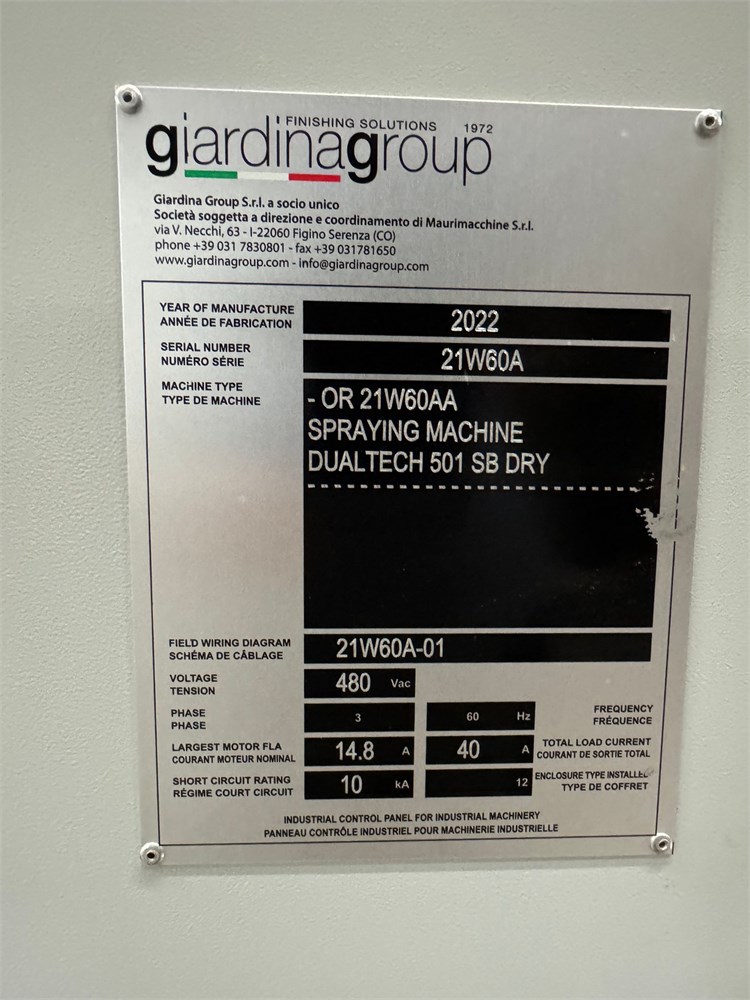 FINISHING SOLUTIONS 1972
giardinagroup
Giardina Group S.r.l. a socio unico
Società soggetta a direzione e coordinamento di Maurimacchine S.r.l.
via V. Necchi, 63 - I-22060 Figino Serenza (CO)
phone +39 031 7830801 - fax +39 031781650
www.giardinagroup.com - info@giardinagroup.com
YEAR OF MANUFACTURE
ANNÉE DE FABRICATION
2022
SERIAL NUMBER
NUMÉRO SÉRIE
21W60A
MACHINE TYPE
TYPE DE MACHINE
- OR 21W60AA
SPRAYING MACHINE
DUALTECH 501 SB DRY
FIELD WIRING DIAGRAM
SCHÉMA DE CÂBLAGE
21W60A-01
VOLTAGE
TENSION
480 Vac
PHASE
PHASE
3
60 Hz
FREQUENCY
FRÉQUENCE
LARGEST MOTOR FLA
COURANT MOTEUR NOMINAL
14.8 A
40 A
TOTAL LOAD CURRENT
COURANT DE SORTIE TOTAL
SHORT CIRCUIT RATING
RÉGIME COURT CIRCUIT
10 kA
12
ENCLOSURE TYPE INSTALLED
TYPE DE COFFRET
INDUSTRIAL CONTROL PANEL FOR INDUSTRIAL MACHINERY
PANNEAU CONTRÔLE INDUSTRIEL POUR MACHINERIE INDUSTRIELLE